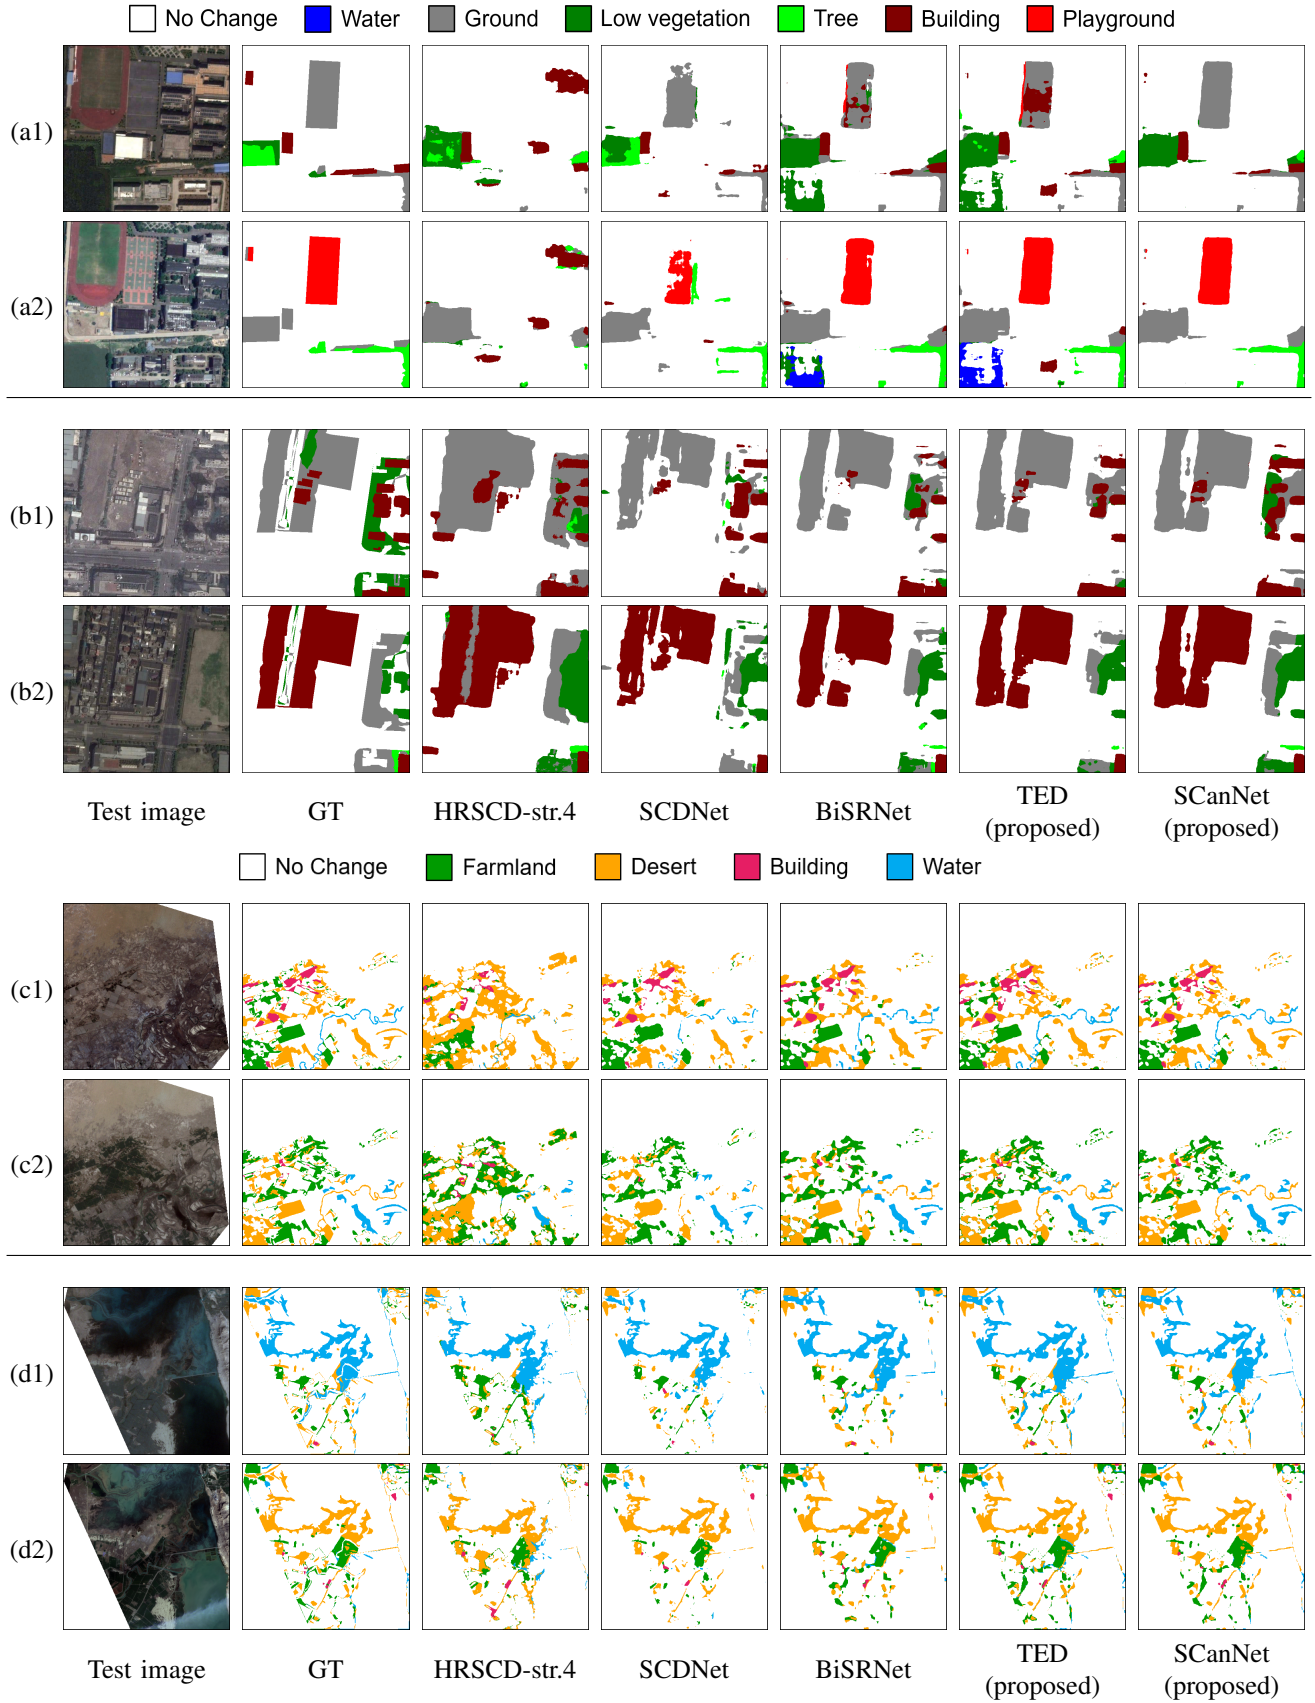 No Change Water Ground Low vegetation Tree Building Playground
(a1)
(a2)
(b1)
(b2)
Test image GT HRSCD-str.4 SCDNet BiSRNet TED (proposed) SCanNet (proposed)
No Change Farmland Desert Building Water
(c1)
(c2)
(d1)
(d2)
Test image GT HRSCD-str.4 SCDNet BiSRNet TED (proposed) SCanNet (proposed)